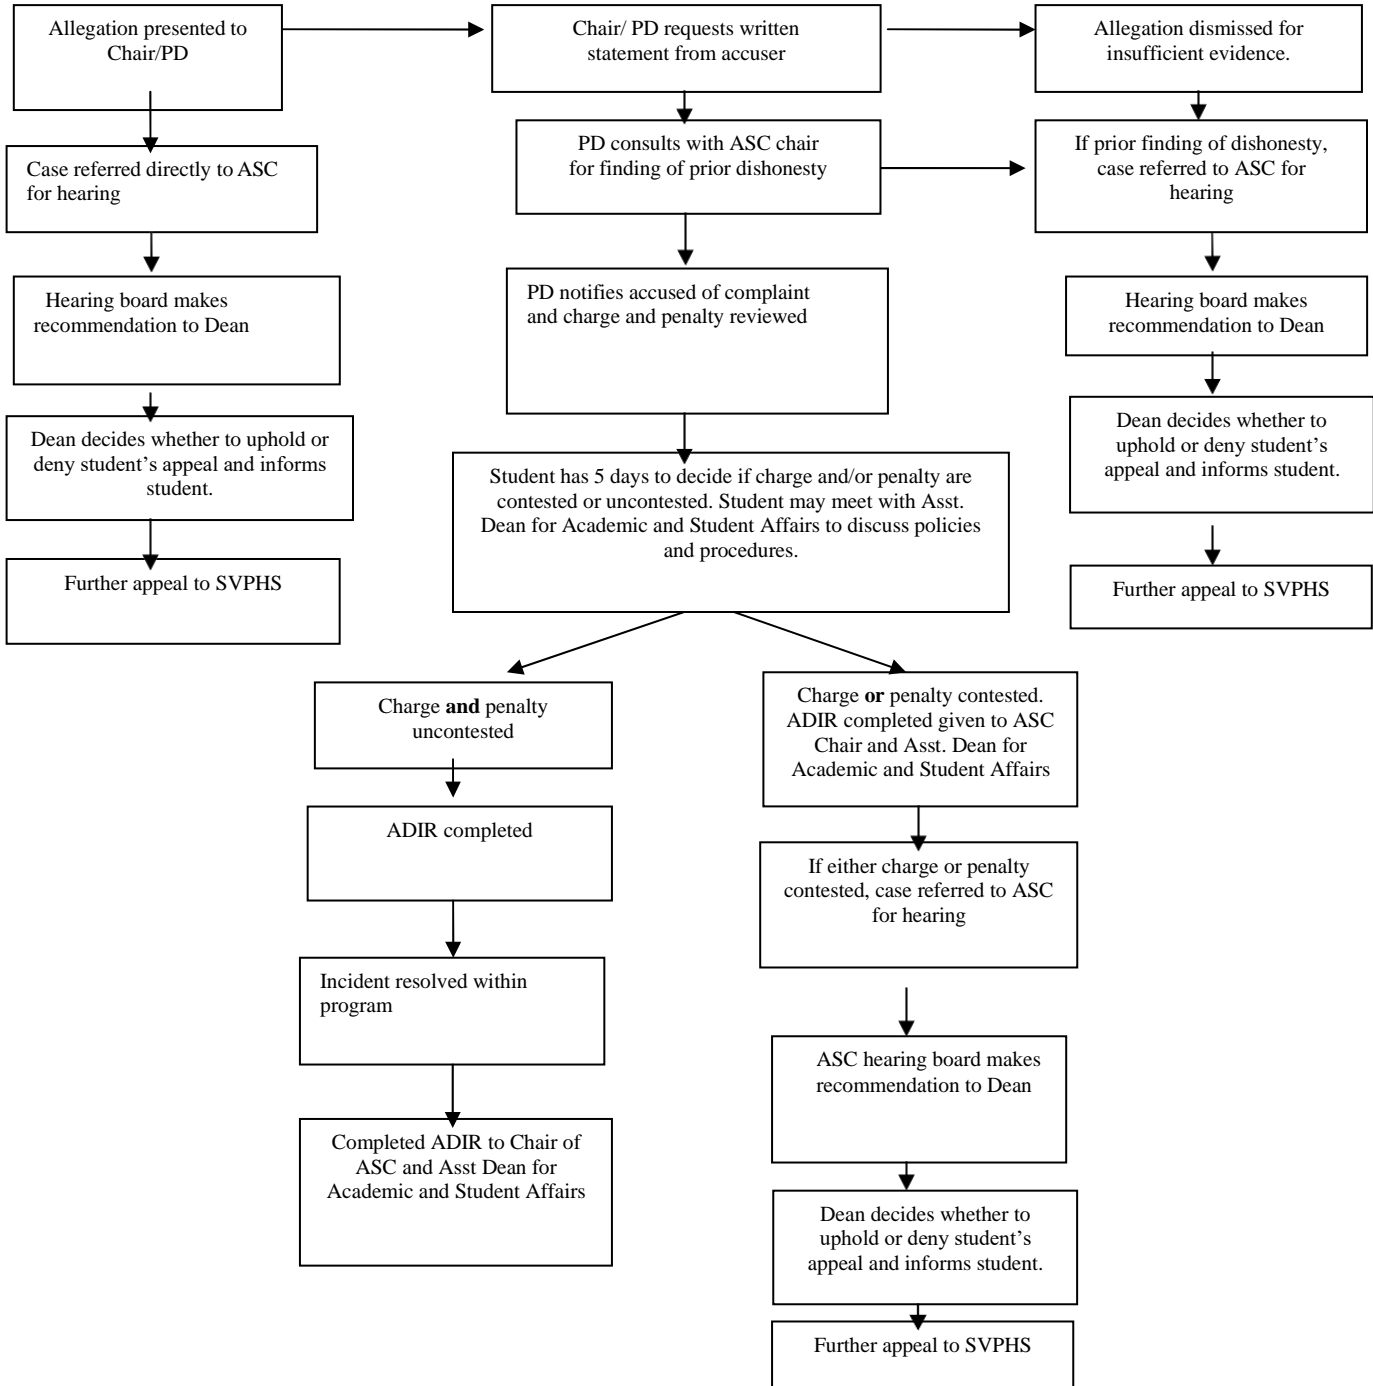 Allegation presented to
Chair/PD
Chair/ PD requests written
statement from accuser
Allegation dismissed for
insufficient evidence.
Case referred directly to ASC
for hearing
PD consults with ASC chair
for finding of prior dishonesty
If prior finding of dishonesty,
case referred to ASC for
hearing
Hearing board makes
recommendation to Dean
PD notifies accused of complaint
and charge and penalty reviewed
Hearing board makes
recommendation to Dean
Dean decides whether to uphold or
deny student’s appeal and informs
student.
Student has 5 days to decide if charge and/or penalty are
contested or uncontested. Student may meet with Asst.
Dean for Academic and Student Affairs to discuss policies
and procedures.
Dean decides whether to
uphold or deny student’s
appeal and informs student.
Further appeal to SVPHS
Further appeal to SVPHS
Charge and penalty
uncontested
Charge or penalty contested.
ADIR completed given to ASC
Chair and Asst. Dean for
Academic and Student Affairs
ADIR completed
If either charge or penalty
contested, case referred to ASC
for hearing
Incident resolved within
program
ASC hearing board makes
recommendation to Dean
Completed ADIR to Chair of
ASC and Asst Dean for
Academic and Student Affairs
Dean decides whether to
uphold or deny student’s
appeal and informs student.
Further appeal to SVPHS